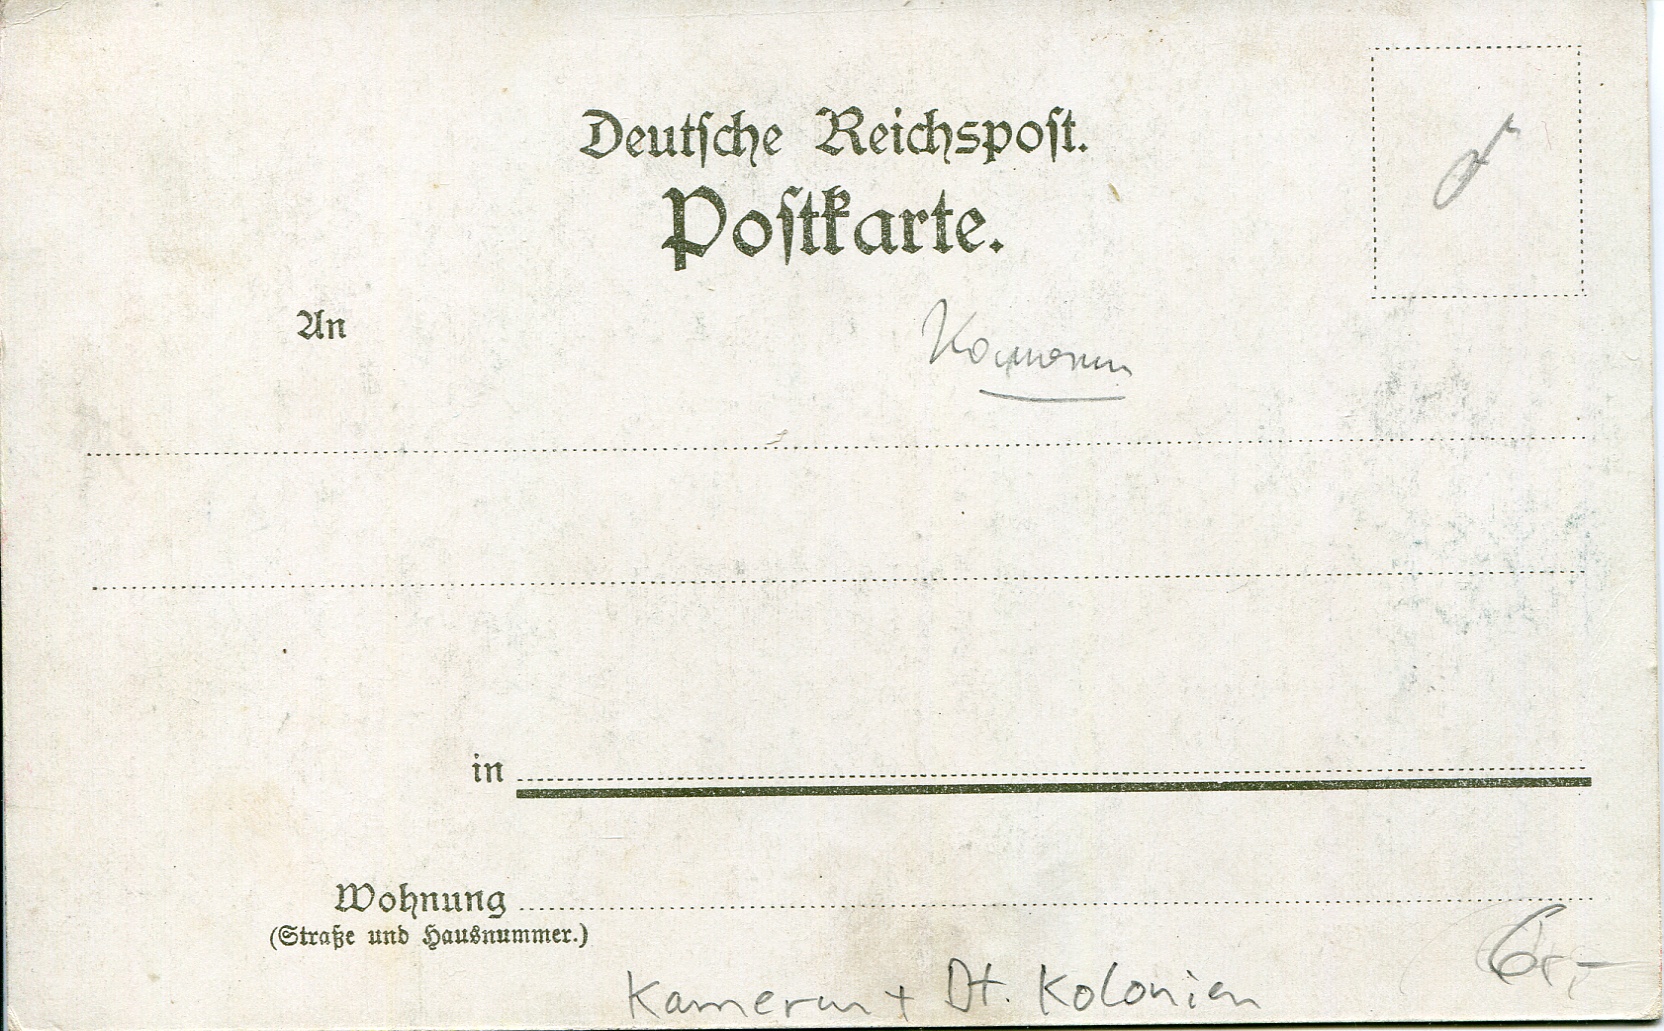 Deutſche Reichspoſt.
Poſtkarte.
An
Kamerun
in
Wohnung
(Straße und Hausnummer.)
Kamerun + Dt. Kolonien